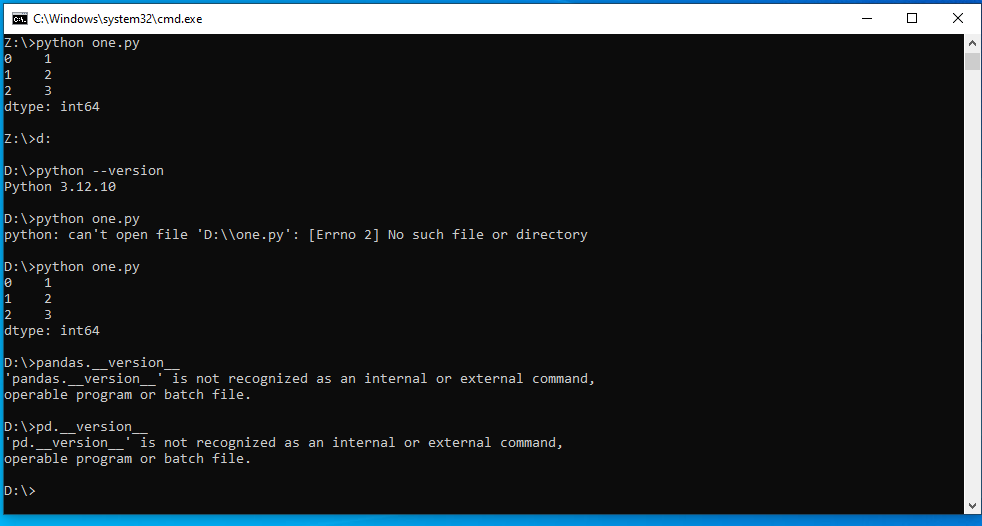 C:\Windows\system32\cmd.exe
Z:\>python one.py
0    1
1    2
2    3
dtype: int64
Z:\>d:
D:\>python --version
Python 3.12.10
D:\>python one.py
python: can't open file 'D:\\one.py': [Errno 2] No such file or directory
D:\>python one.py
0    1
1    2
2    3
dtype: int64
D:\>pandas.__version__
'pandas.__version__' is not recognized as an internal or external command,
operable program or batch file.
D:\>pd.__version__
'pd.__version__' is not recognized as an internal or external command,
operable program or batch file.
D:\>